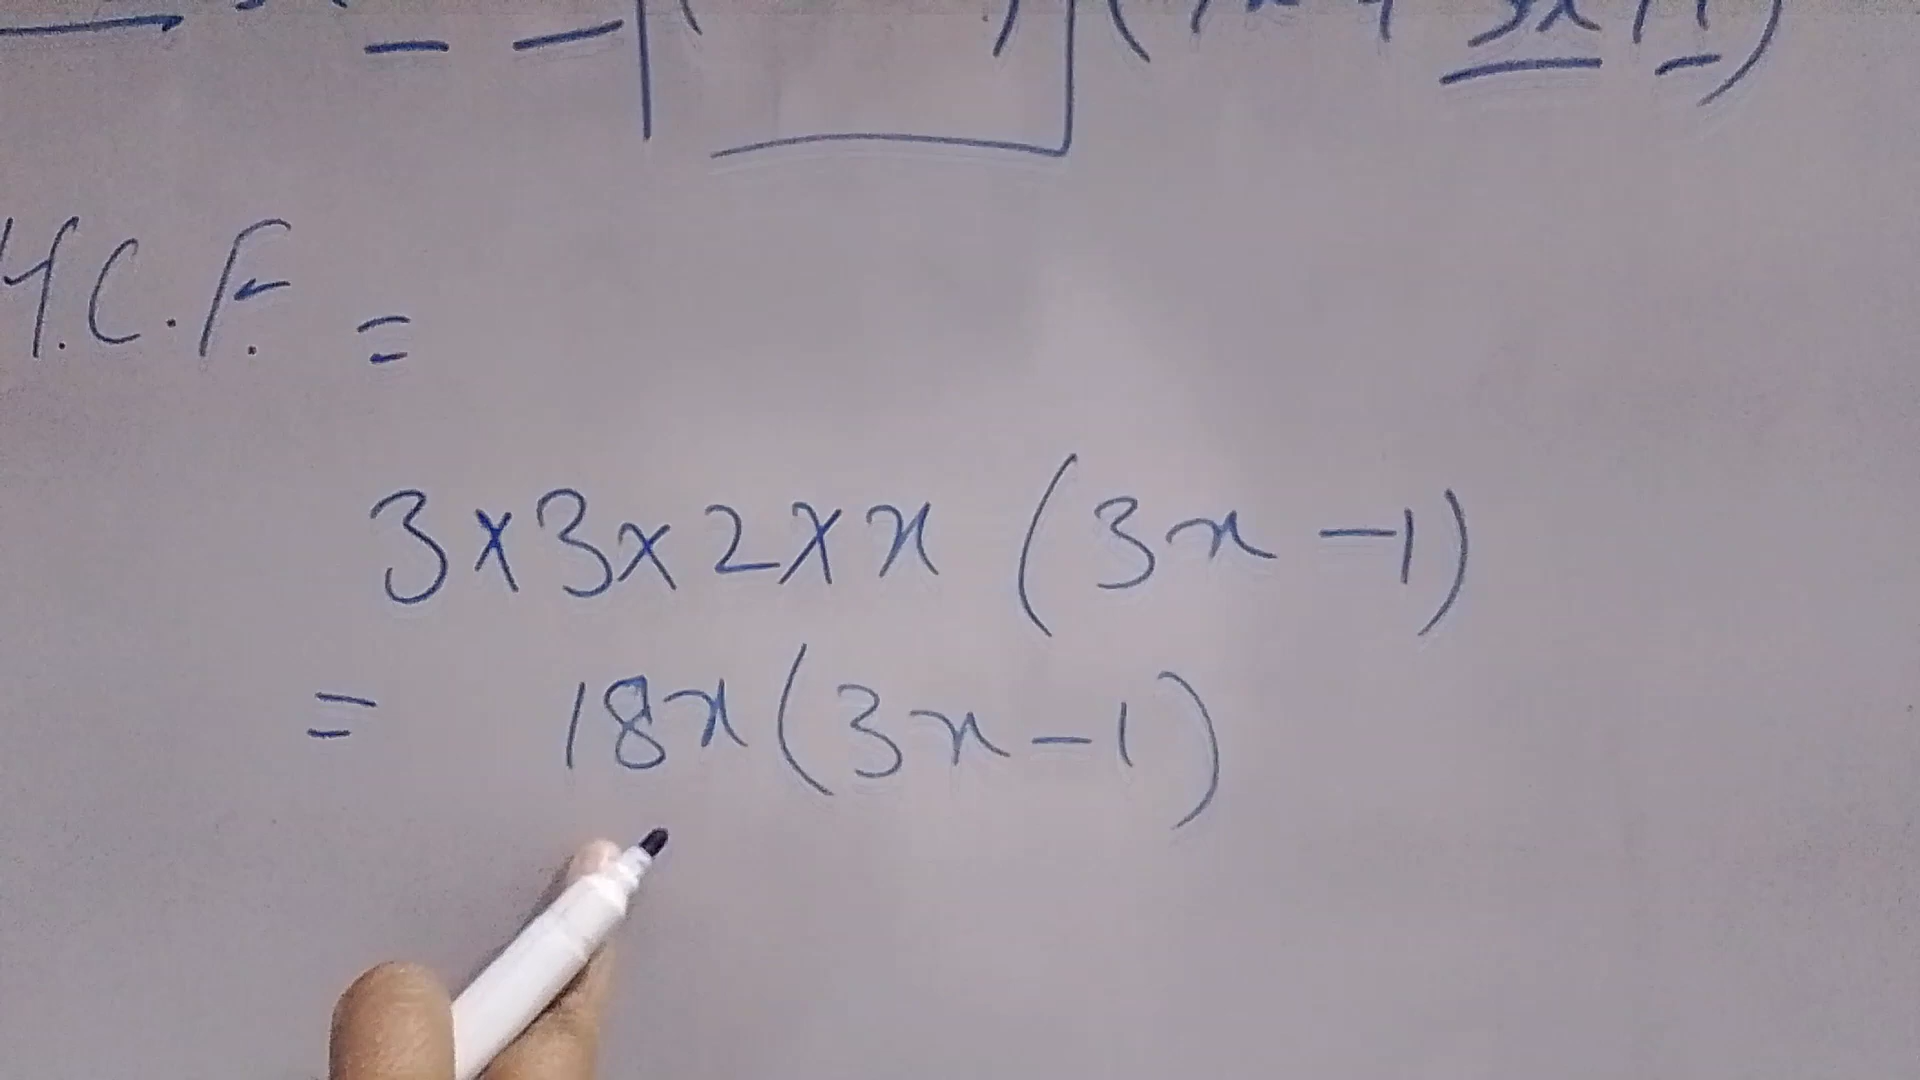 H.C.F. =
3×3×2×x (3x-1)
= 18x(3x-1)